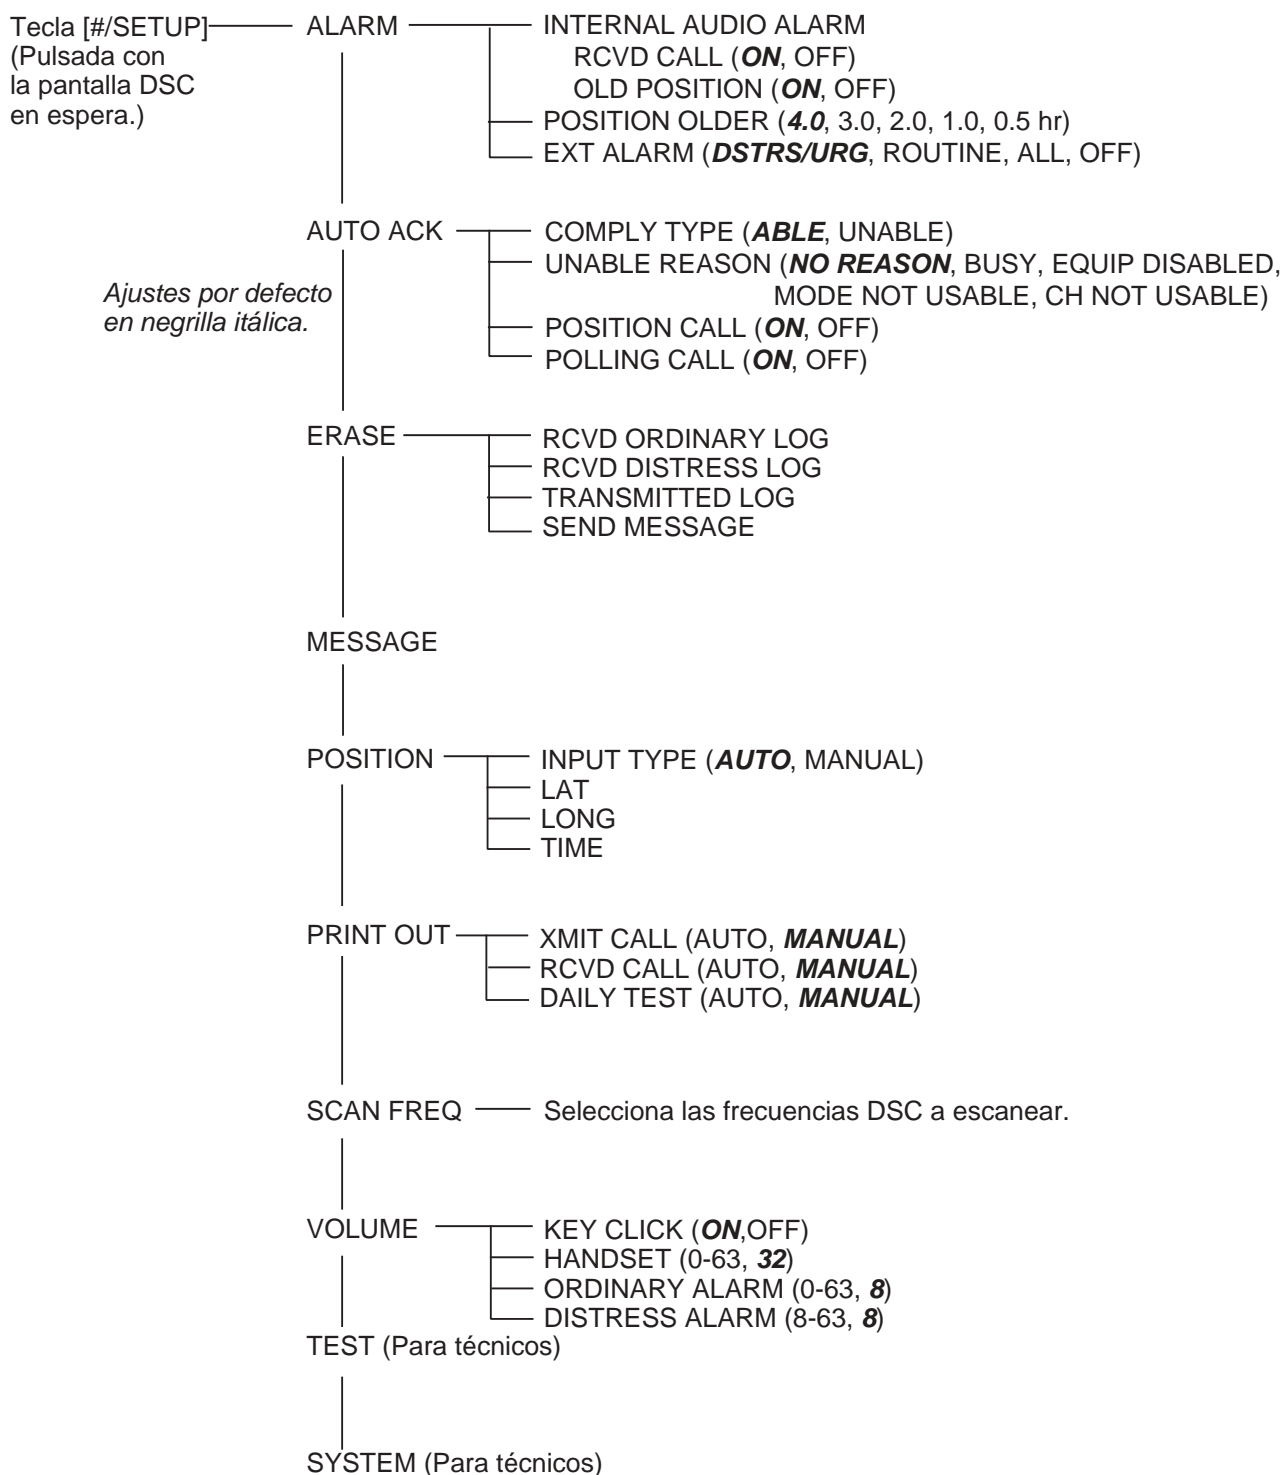 Tecla [#/SETUP]
(Pulsada con
la pantalla DSC
en espera.)
ALARM
INTERNAL AUDIO ALARM
RCVD CALL (ON, OFF)
OLD POSITION (ON, OFF)
POSITION OLDER (4.0, 3.0, 2.0, 1.0, 0.5 hr)
EXT ALARM (DSTRS/URG, ROUTINE, ALL, OFF)
AUTO ACK
COMPLY TYPE (ABLE, UNABLE)
UNABLE REASON (NO REASON, BUSY, EQUIP DISABLED,
MODE NOT USABLE, CH NOT USABLE)
POSITION CALL (ON, OFF)
POLLING CALL (ON, OFF)
Ajustes por defecto
en negrilla itálica.
ERASE
RCVD ORDINARY LOG
RCVD DISTRESS LOG
TRANSMITTED LOG
SEND MESSAGE
MESSAGE
POSITION
INPUT TYPE (AUTO, MANUAL)
LAT
LONG
TIME
PRINT OUT
XMIT CALL (AUTO, MANUAL)
RCVD CALL (AUTO, MANUAL)
DAILY TEST (AUTO, MANUAL)
SCAN FREQ
Selecciona las frecuencias DSC a escanear.
VOLUME
KEY CLICK (ON,OFF)
HANDSET (0-63, 32)
ORDINARY ALARM (0-63, 8)
DISTRESS ALARM (8-63, 8)
TEST (Para técnicos)
SYSTEM (Para técnicos)